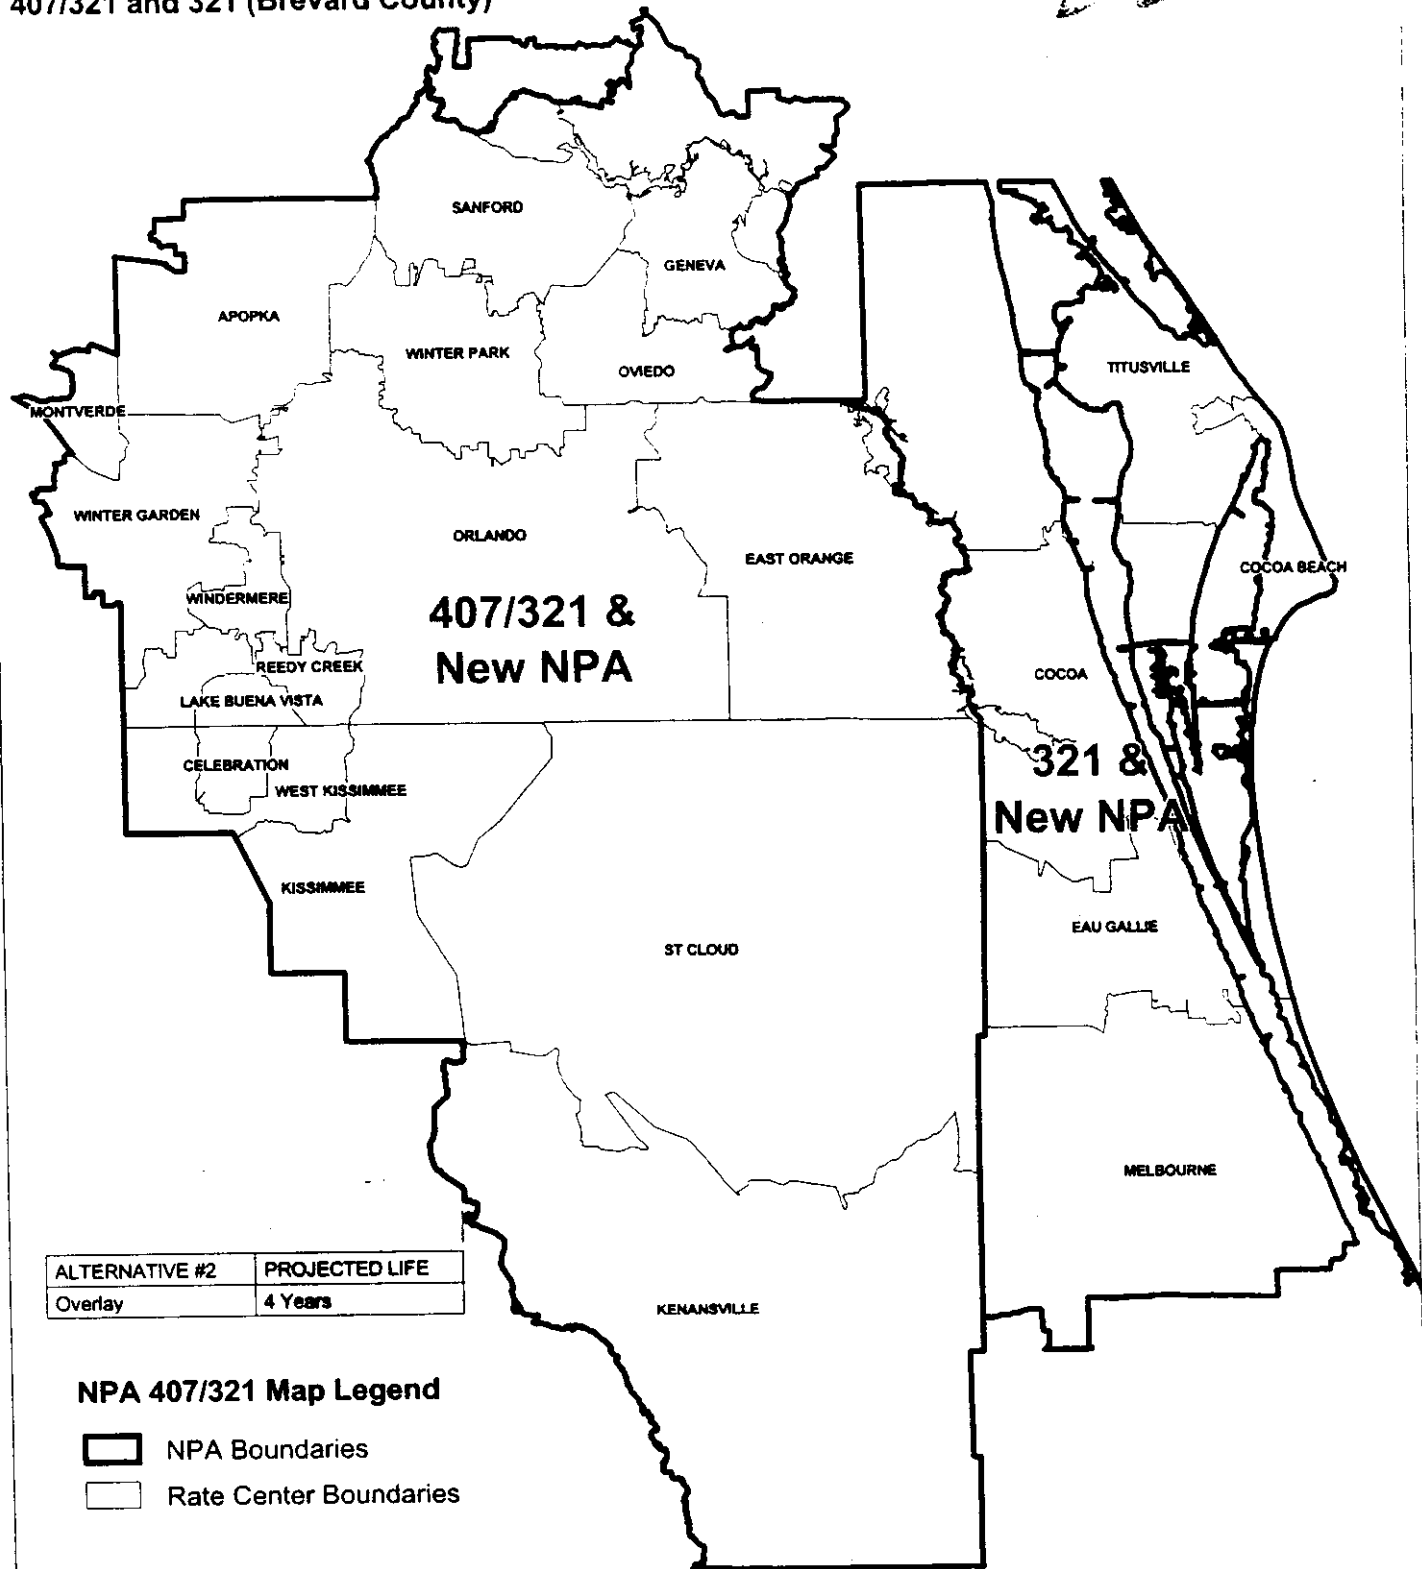 407/321 and 321 (Brevard County)
SANFORD
GENEVA
APOPKA
WINTER PARK
OVIEDO
TITUSVILLE
MONTVERDE
WINTER GARDEN
ORLANDO
EAST ORANGE
COCOA BEACH
WINDERMERE
407/321 &
New NPA
REEDY CREEK
LAKE BUENA VISTA
COCOA
CELEBRATION
WEST KISSIMMEE
321 &
New NPA
KISSIMMEE
ST CLOUD
EAU GALLIE
MELBOURNE
KENANSVILLE
ALTERNATIVE #2 PROJECTED LIFE
Overlay 4 Years
NPA 407/321 Map Legend
NPA Boundaries
Rate Center Boundaries